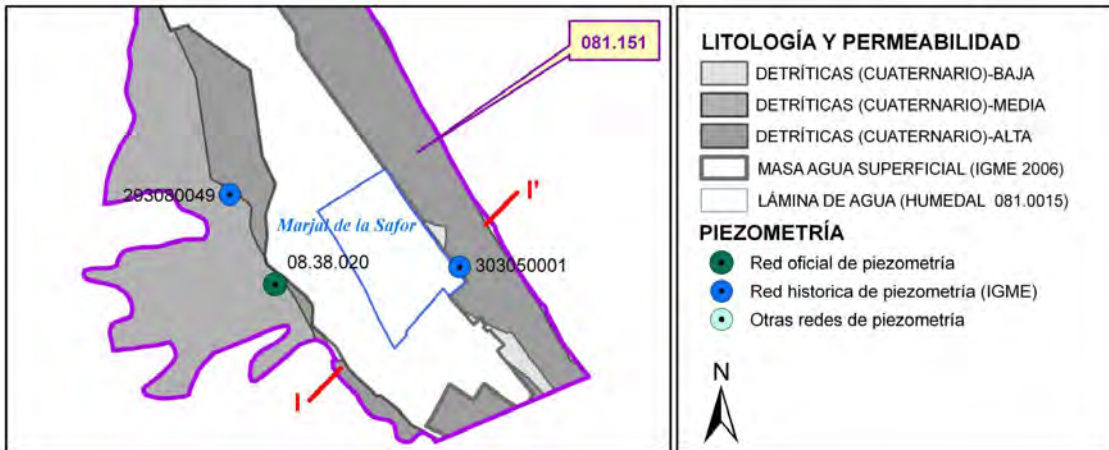 081.151
I'
293080049
Marjal de la Safor
08.38.020
303050001
I
LITOLOGÍA Y PERMEABILIDAD
DETRÍTICAS (CUATERNARIO)-BAJA
DETRÍTICAS (CUATERNARIO)-MEDIA
DETRÍTICAS (CUATERNARIO)-ALTA
MASA AGUA SUPERFICIAL (IGME 2006)
LÁMINA DE AGUA (HUMEDAL 081.0015)
PIEZOMETRÍA
Red oficial de piezometría
Red historica de piezometría (IGME)
Otras redes de piezometría
N